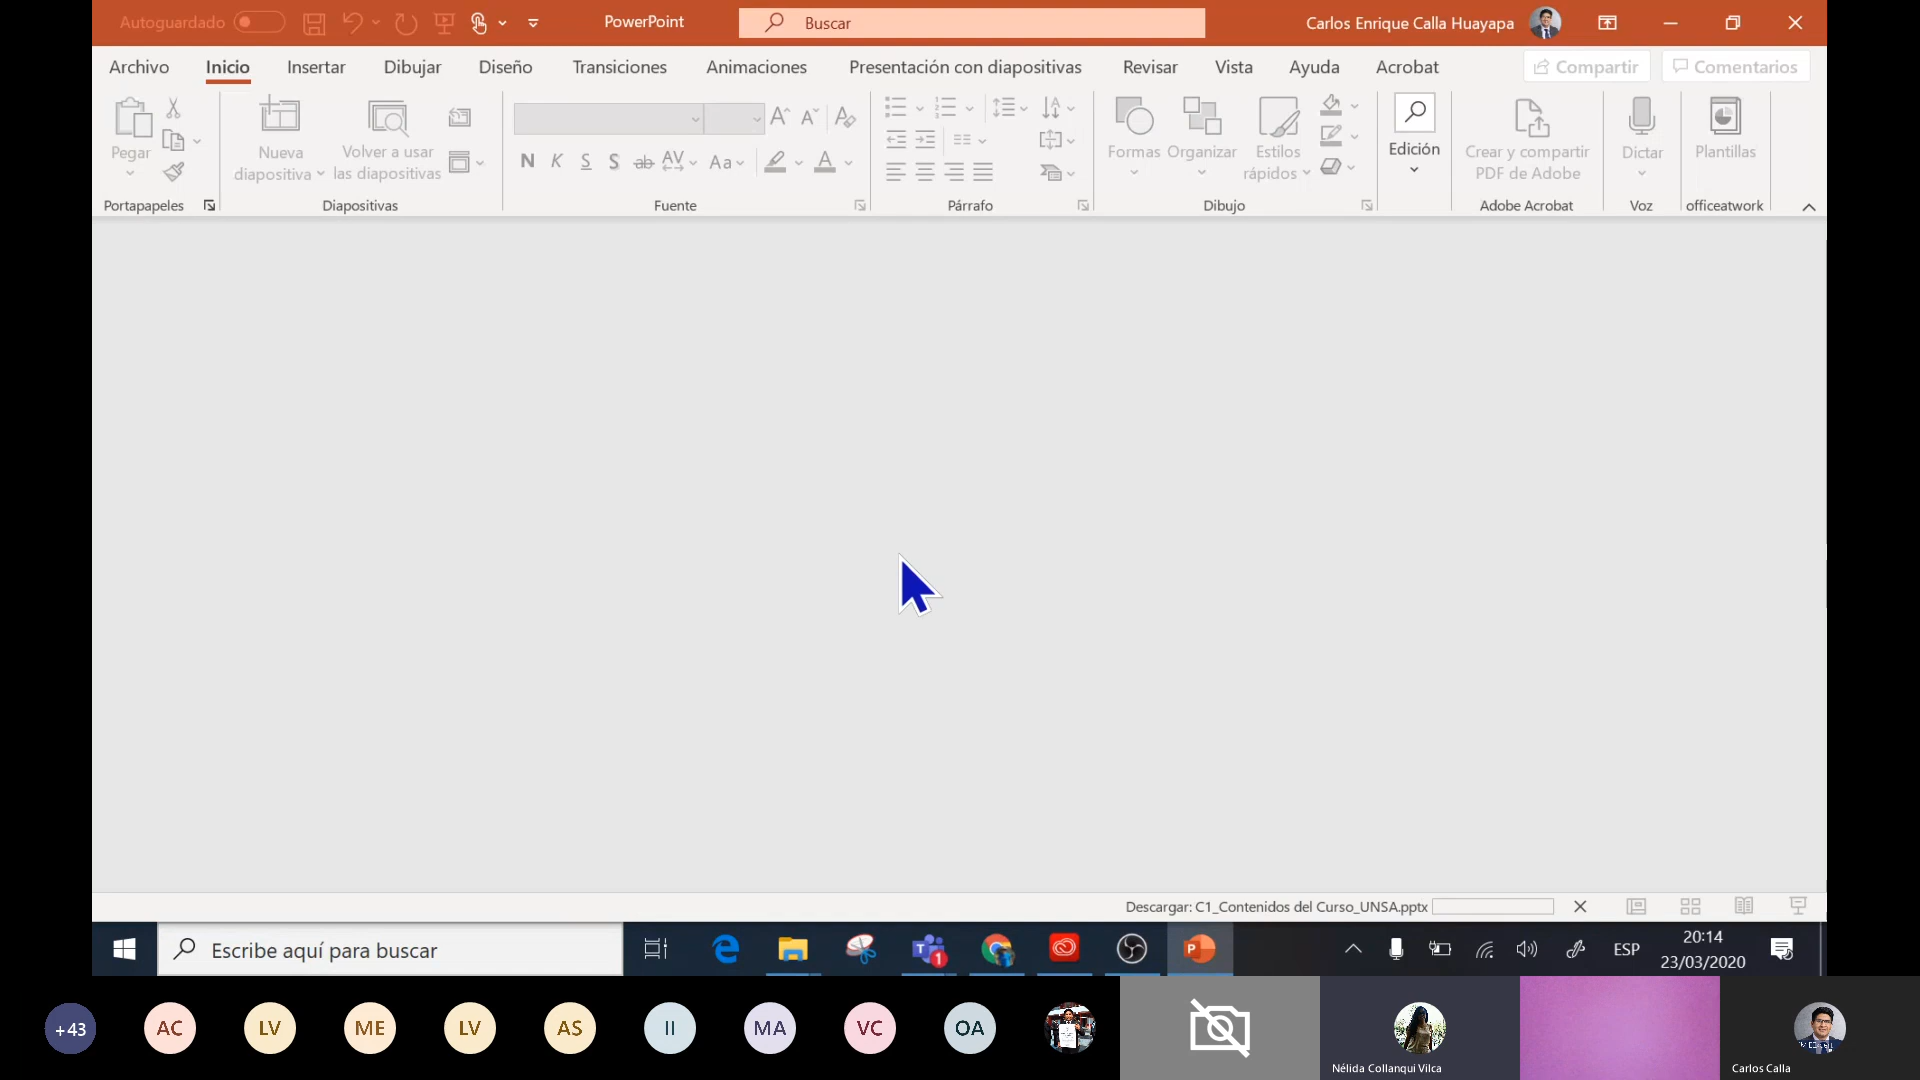 Autoguardado
PowerPoint
Buscar
Carlos Enrique Calla Huayapa
Archivo Inicio Insertar Dibujar Diseño Transiciones Animaciones Presentación con diapositivas Revisar Vista Ayuda Acrobat Compartir Comentarios
Pegar
Portapapeles
Nueva
diapositiva
Volver a usar
las diapositivas
Diapositivas
N K S S ab AV Aa A
Fuente
Párrafo
Formas
Organizar
Estilos
rápidos
Dibujo
Edición
Crear y compartir
PDF de Adobe
Adobe Acrobat
Dictar
Voz
Plantillas
officeatwork
Descargar: C1_Contenidos del Curso_UNSA.pptx
Escribe aquí para buscar
1
ESP
20:14
23/03/2020
+43 AC LV ME LV AS II MA VC OA
Nélida Collanqui Vilca
Carlos Calla